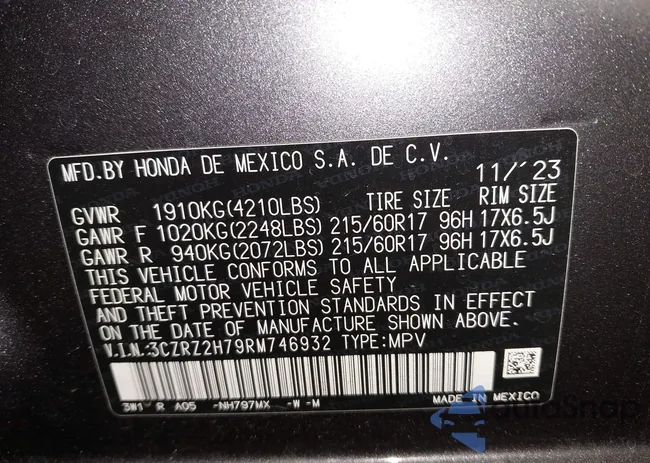 MFD.BY HONDA DE MEXICO S.A. DE C.V. 11/'23
GVWR 1910KG(4210LBS) TIRE SIZE RIM SIZE
GAWR F 1020KG(2248LBS) 215/60R17 96H 17X6.5J
GAWR R 940KG(2072LBS) 215/60R17 96H 17X6.5J
THIS VEHICLE CONFORMS TO ALL APPLICABLE
FEDERAL MOTOR VEHICLE SAFETY
AND THEFT PREVENTION STANDARDS IN EFFECT
ON THE DATE OF MANUFACTURE SHOWN ABOVE.
V.I.N.:3CZRZ2H79RM746932 TYPE:MPV
3W1 R A05 -NH797MX -W -M MADE IN MEXICO
autoSnap